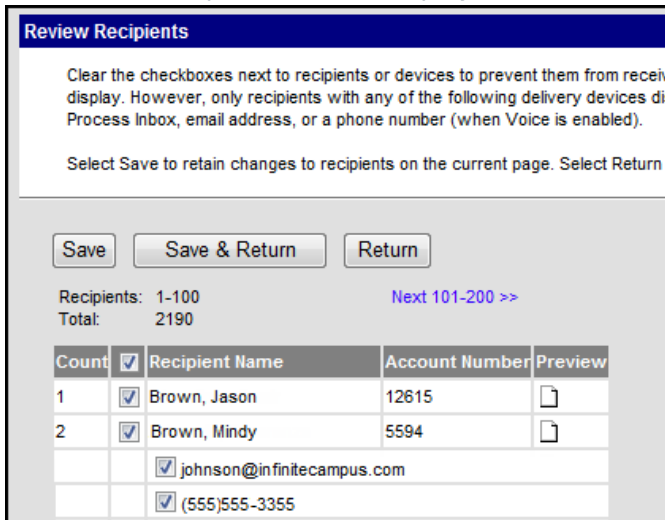 Review Recipients
Clear the checkboxes next to recipients or devices to prevent them from
display. However, only recipients with any of the following delivery devices
Process Inbox, email address, or a phone number (when Voice is enabled).
Select Save to retain changes to recipients on the current page. Select Return
Save Save & Return Return
Recipients: 1-100 Next 101-200 >>
Total: 2190
Count Recipient Name Account Number Preview
1 Brown, Jason 12615
2 Brown, Mindy 5594
johnson@infinitecampus.com
(555)555-3355